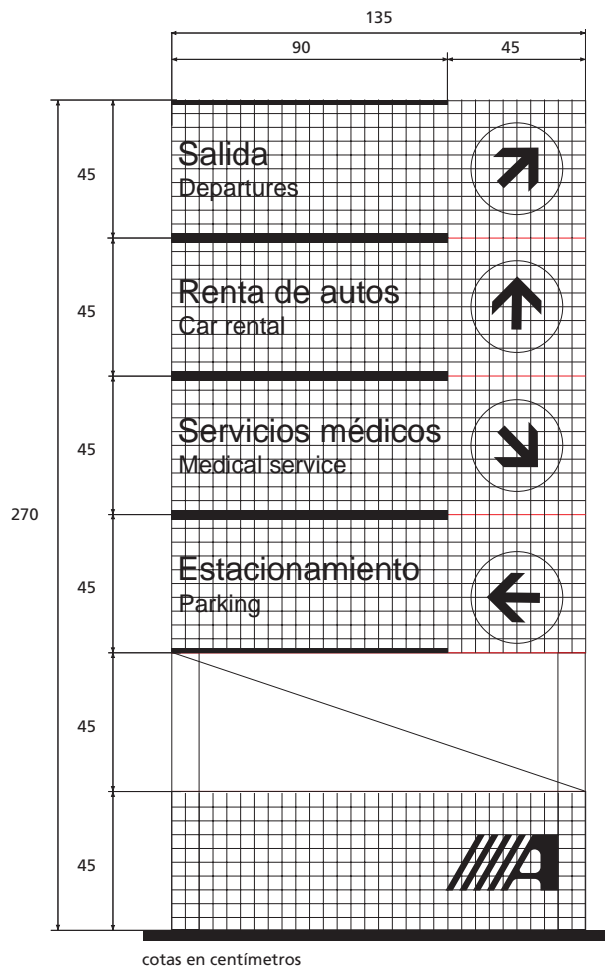 135
90 45
45
Salida
Departures
45
Renta de autos
Car rental
45
Servicios médicos
Medical service
270
45
Estacionamiento
Parking
45
45
A
cotas en centímetros